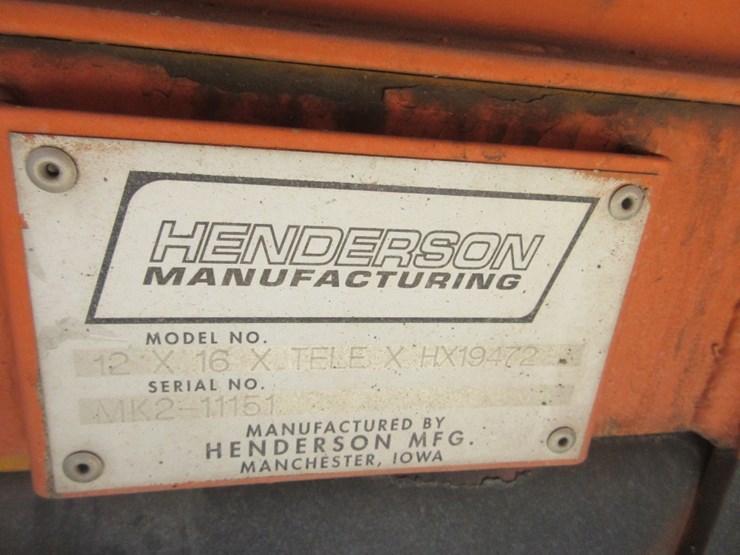 HENDERSON
MANUFACTURING
MODEL NO.
12 X 16 X TELE X HX19472
SERIAL NO.
MK2-11151
MANUFACTURED BY
HENDERSON MFG.
MANCHESTER, IOWA